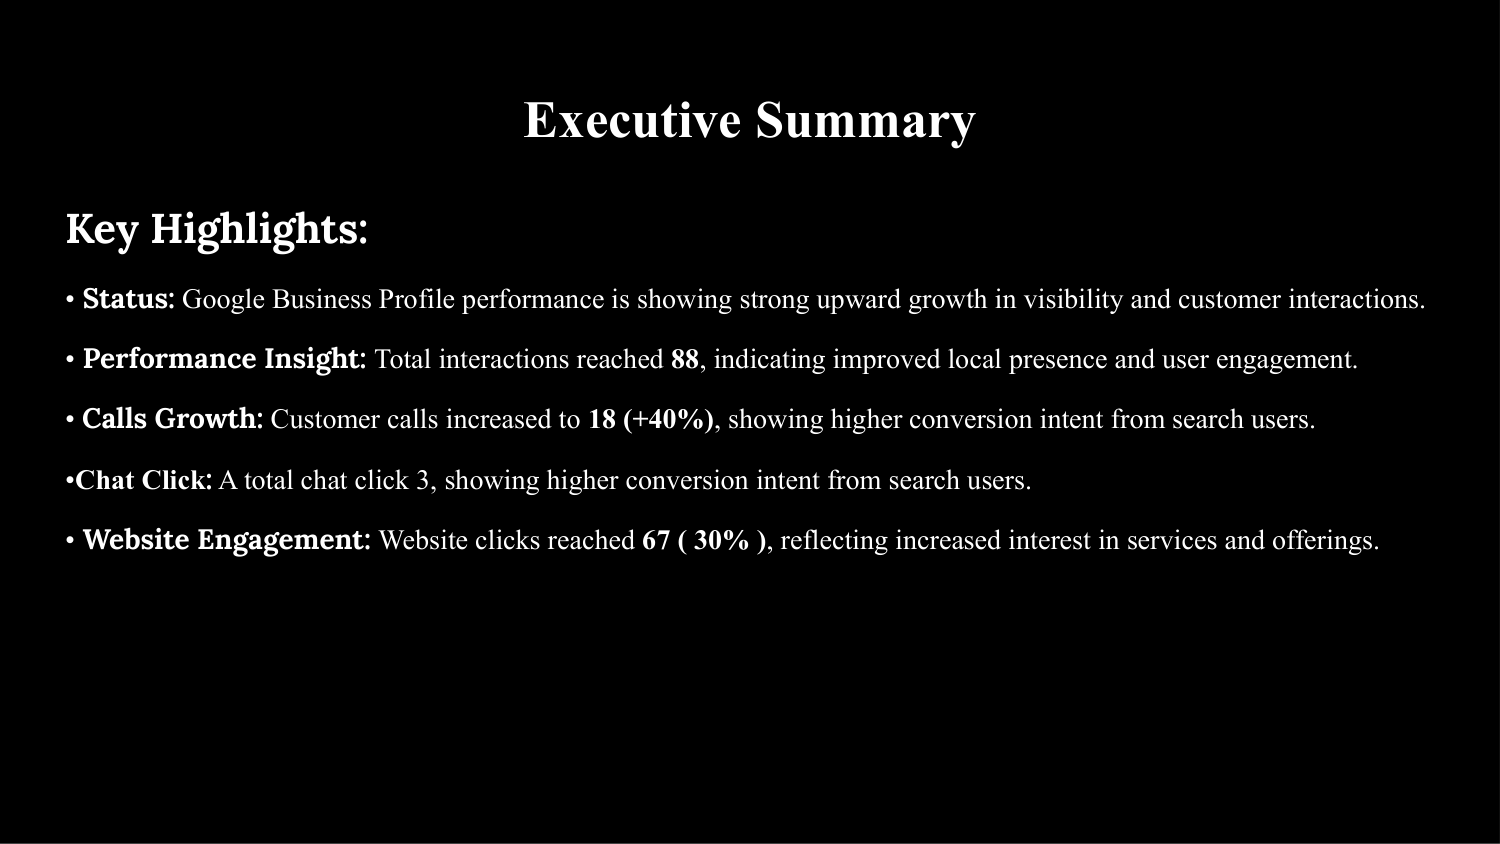 Executive Summary
Key Highlights:
• Status: Google Business Profile performance is showing strong upward growth in visibility and customer interactions.
• Performance Insight: Total interactions reached 88, indicating improved local presence and user engagement.
• Calls Growth: Customer calls increased to 18 (+40%), showing higher conversion intent from search users.
•Chat Click: A total chat click 3, showing higher conversion intent from search users.
• Website Engagement: Website clicks reached 67 ( 30% ), reflecting increased interest in services and offerings.